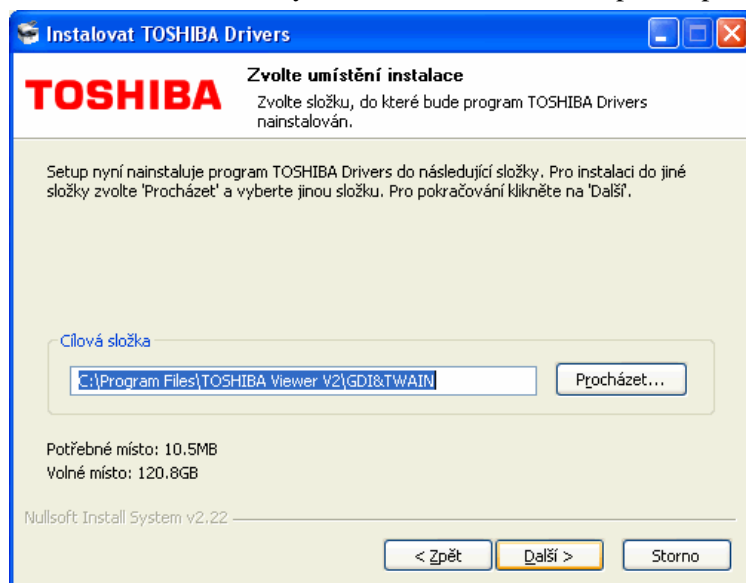 Instalovat TOSHIBA Drivers
TOSHIBA
Zvolte umístění instalace
Zvolte složku, do které bude program TOSHIBA Drivers
nainstalován.
Setup nyní nainstaluje program TOSHIBA Drivers do následující složky. Pro instalaci do jiné
složky zvolte 'Procházet' a vyberte jinou složku. Pro pokračování klikněte na 'Další'.
Cílová složka
C:\Program Files\TOSHIBA Viewer V2\GDI&TWAIN
Procházet...
Potřebné místo: 10.5MB
Volné místo: 120.8GB
Nullsoft Install System v2.22
< Zpět
Další >
Storno